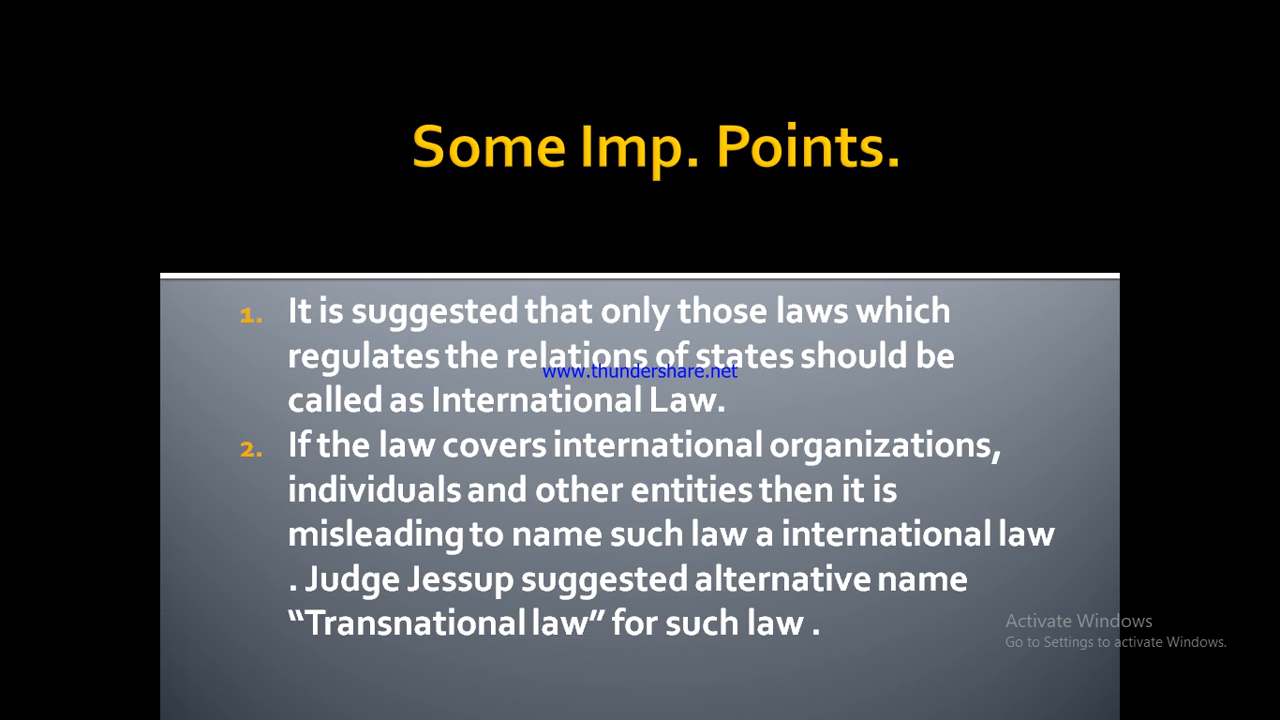 Some Imp. Points.
1. It is suggested that only those laws which
regulates the relations of states should be
www.thundershare.net
called as International Law.
2. If the law covers international organizations,
individuals and other entities then it is
misleading to name such law a international law
. Judge Jessup suggested alternative name
“Transnational law” for such law .
Activate Windows
Go to Settings to activate Windows.